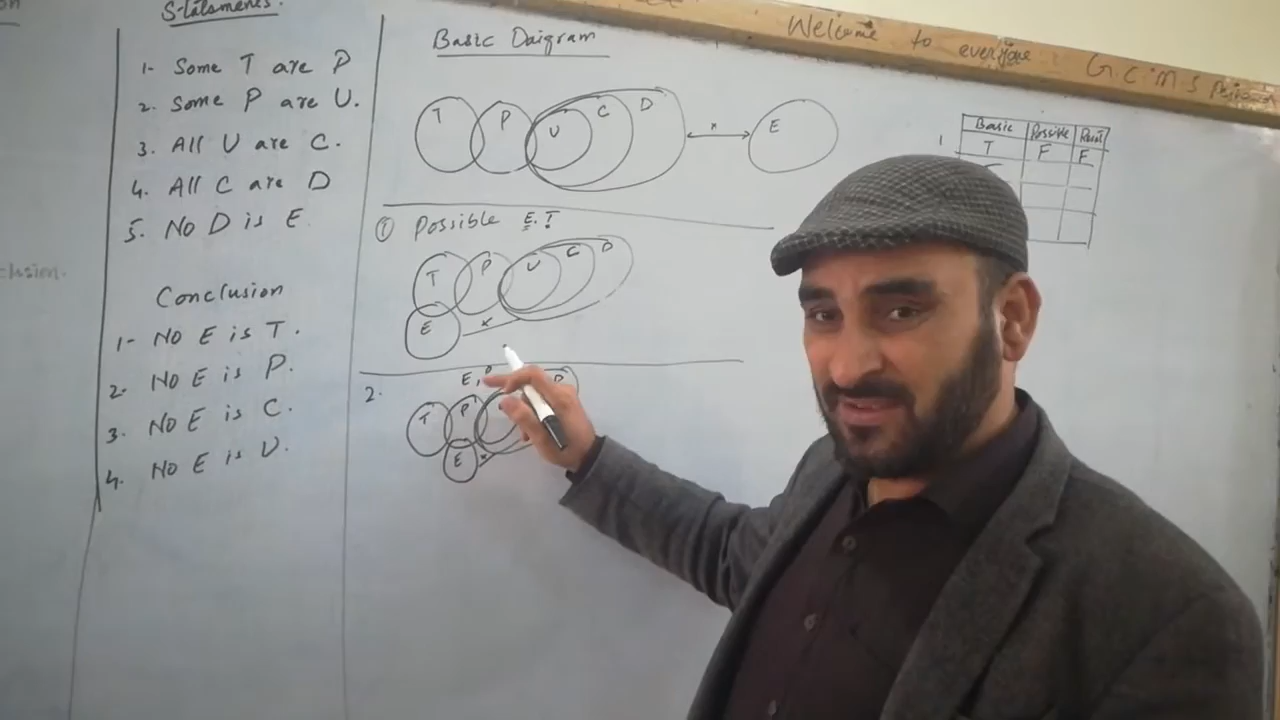 Statements.
1- Some T are P
2. Some P are U.
3. All U are C.
4. All C are D
5. No D is E
Conclusion
1- No E is T.
2- No E is P.
3. No E is C.
4. No E is U.
Basic Daigram
T P U C D x E
① Possible E.T
T P U C D
E x
2. E,P
T P D
E x
Welcome to everyone G.C.M.S
Basic Possible
1 T F F